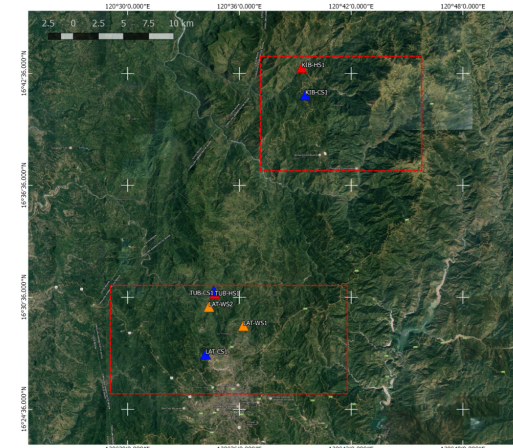 120°30'0.000"E 120°36'0.000"E 120°42'0.000"E 120°48'0.000"E
2.5 0 2.5 5 7.5 10 km
16°42'36.000"N
KIB-HS1
KIB-CS1
16°36'36.000"N
16°30'36.000"N
TUB-CS1 TUB-HS1
LAT-WS2
LAT-WS1
LAT-CS1
16°24'36.000"N